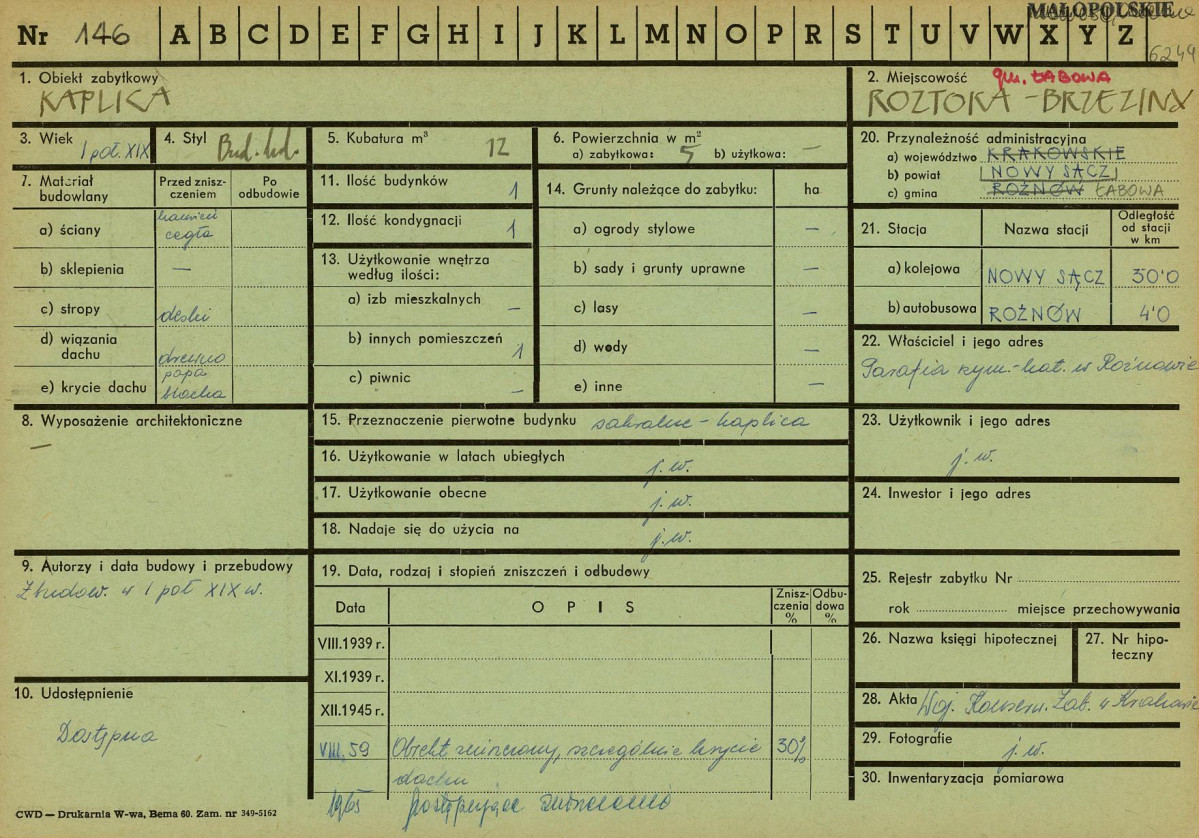 Nr 146 A B C D E F G H I J K L M N O P R S T U V W X Y Z
MAŁOPOLSKIE
6249
1. Obiekt zabytkowy
KAPLICA
2. Miejscowość gm. ŁABOWA
ROZTOKA-BRZEZINY
3. Wiek
I poł. XIX
4. Styl Bud. lud.
5. Kubatura m³ 12
6. Powierzchnia w m²
a) zabytkowa: 5 b) użytkowa: —
7. Materiał budowlany
Przed zniszczeniem
Po odbudowie
a) ściany kamień cegła
b) sklepienia —
c) stropy deski
d) wiązania dachu drewno
e) krycie dachu papa blacha
8. Wyposażenie architektoniczne
—
9. Autorzy i data budowy i przebudowy
Zbudow. w I poł XIX w.
10. Udostępnienie
Dostępna
11. Ilość budynków 1
12. Ilość kondygnacji 1
13. Użytkowanie wnętrza
według ilości:
a) izb mieszkalnych —
b) innych pomieszczeń 1
c) piwnic —
14. Grunty należące do zabytku: ha
a) ogrody stylowe —
b) sady i grunty uprawne —
c) lasy —
d) wody —
e) inne —
15. Przeznaczenie pierwotne budynku sakralne - kaplica
16. Użytkowanie w latach ubiegłych j. w.
17. Użytkowanie obecne j. w.
18. Nadaje się do użycia na j. w.
19. Data, rodzaj i stopień zniszczeń i odbudowy
Data OPIS Zniszczenia % Odbudowa %
VIII.1939 r.
XI.1939 r.
XII.1945 r.
VIII.59 Obiekt zniszczony, szczególnie krycie 30%
dachu
1965 postępujące zniszczenia
20. Przynależność administracyjna
a) województwo KRAKOWSKIE
b) powiat NOWY SĄCZ
c) gmina ROŻNÓW ŁABOWA
21. Stacja Nazwa stacji Odległość od stacji w km
a) kolejowa NOWY SĄCZ 30'0
b) autobusowa ROŻNÓW 4'0
22. Właściciel i jego adres
Parafia rzym.-kat. w Rożnowie
23. Użytkownik i jego adres
j. w.
24. Inwestor i jego adres
25. Rejestr zabytku Nr
rok miejsce przechowywania
26. Nazwa księgi hipotecznej
27. Nr hipoteczny
28. Akta Woj. Konserw. Zab. w Krakowie
29. Fotografie j. w.
30. Inwentaryzacja pomiarowa
CWD — Drukarnia W-wa, Bema 60. Zam. nr 349-5162